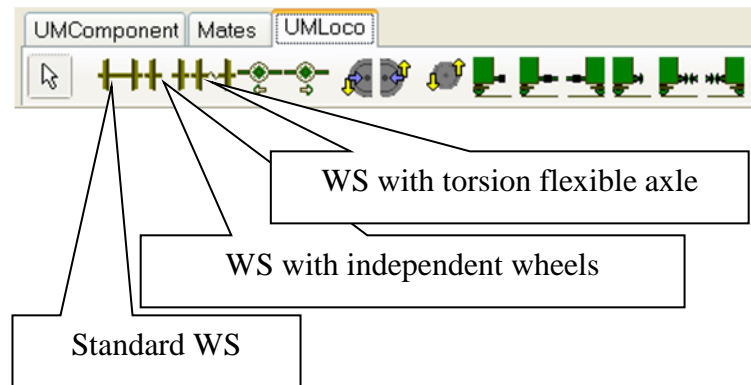 UMComponent Mates UMLoco
WS with torsion flexible axle
WS with independent wheels
Standard WS